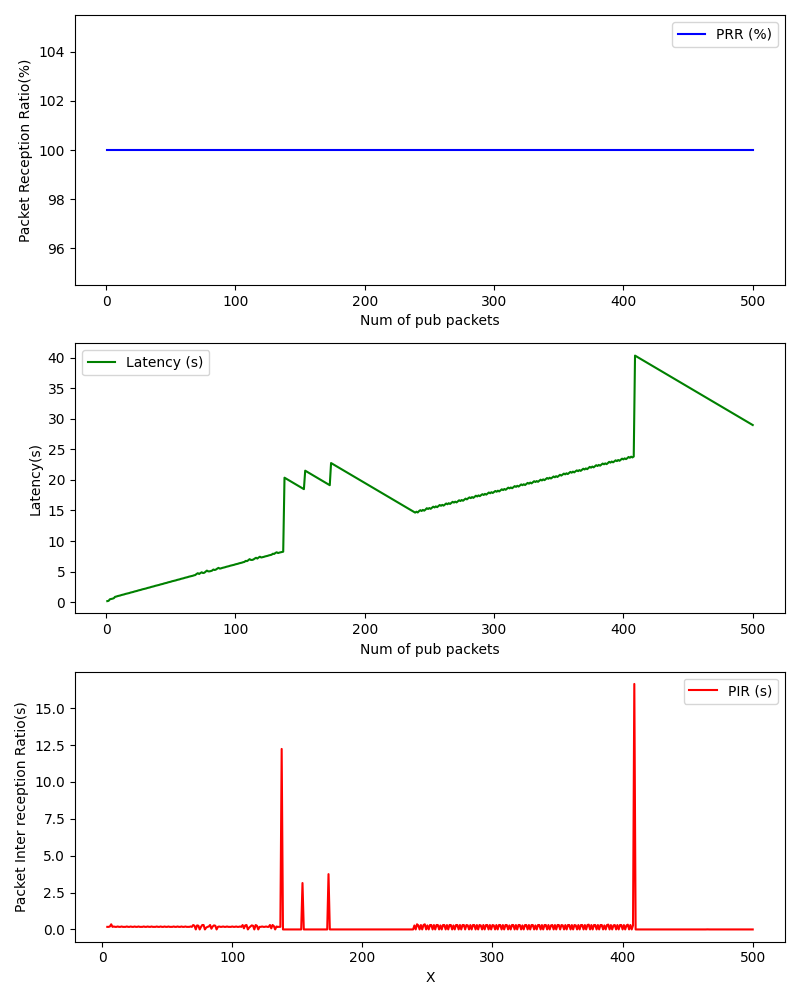 PRR (%)
104
102
100
98
96
Packet Reception Ratio(%)
0 100 200 300 400 500
Num of pub packets
Latency (s)
40
35
30
25
20
15
10
5
0
Latency(s)
0 100 200 300 400 500
Num of pub packets
PIR (s)
15.0
12.5
10.0
7.5
5.0
2.5
0.0
Packet Inter reception Ratio(s)
0 100 200 300 400 500
X